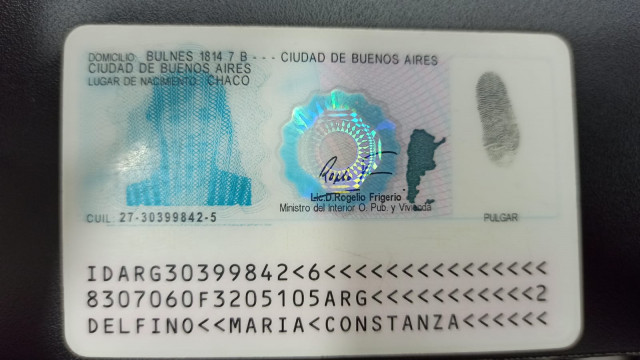 DOMICILIO: BULNES 1814 7 B - - - CIUDAD DE BUENOS AIRES
CIUDAD DE BUENOS AIRES
LUGAR DE NACIMIENTO: CHACO
Lic.D.Rogelio Frigerio
Ministro del Interior O. Pub. y Vivienda
CUIL: 27-30399842-5
PULGAR
IDARG30399842<6<<<<<<<<<<<<<<<
8307060F3205105ARG<<<<<<<<<<<2
DELFINO<<MARIA<CONSTANZA<<<<<<